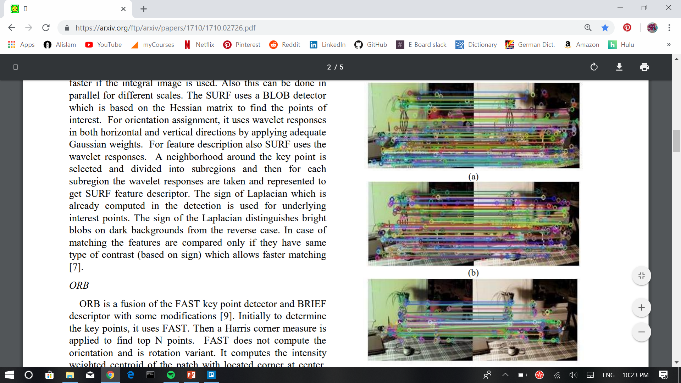 https://arxiv.org/ftp/arxiv/papers/1710/1710.02726.pdf
Apps
Aliislam
YouTube
myCourses
Netflix
Pinterest
Reddit
LinkedIn
GitHub
E-Board slack
Dictionary
German Dict.
Amazon
Hulu
2 / 5
faster if the integral image is used. Also this can be done in
parallel for different scales. The SURF uses a BLOB detector
which is based on the Hessian matrix to find the points of
interest. For orientation assignment, it uses wavelet responses
in both horizontal and vertical directions by applying adequate
Gaussian weights. For feature description also SURF uses the
wavelet responses. A neighborhood around the key point is
selected and divided into subregions and then for each
subregion the wavelet responses are taken and represented to
get SURF feature descriptor. The sign of Laplacian which is
already computed in the detection is used for underlying
interest points. The sign of the Laplacian distinguishes bright
blobs on dark backgrounds from the reverse case. In case of
matching the features are compared only if they have same
type of contrast (based on sign) which allows faster matching
[7].
ORB
ORB is a fusion of the FAST key point detector and BRIEF
descriptor with some modifications [9]. Initially to determine
the key points, it uses FAST. Then a Harris corner measure is
applied to find top N points. FAST does not compute the
orientation and is rotation variant. It computes the intensity
weighted centroid of the patch with located corner at center.
(a)
(b)
ENG
10:23 PM